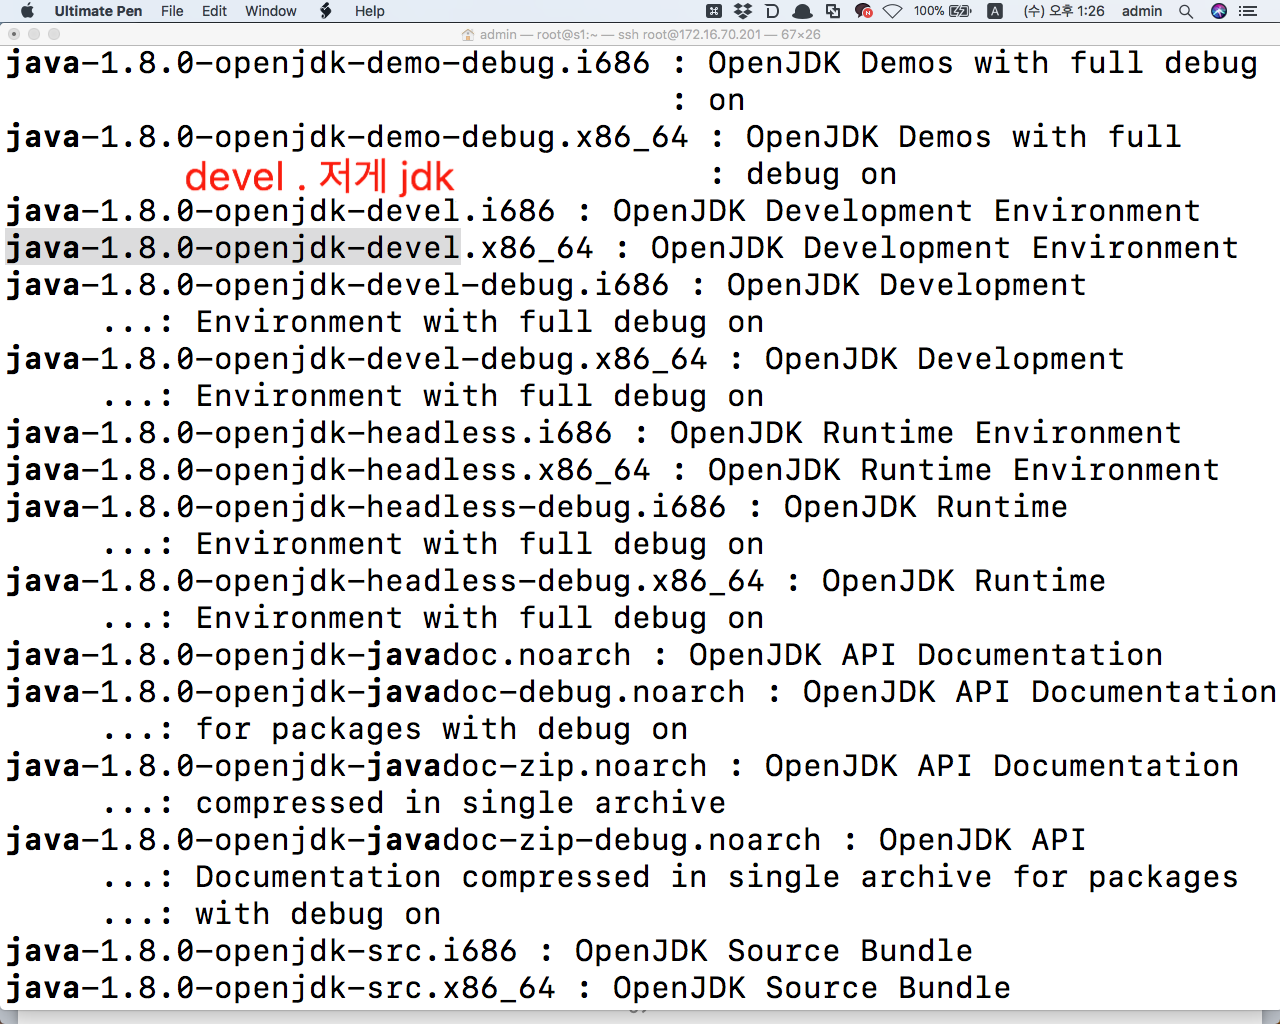 Ultimate Pen File Edit Window Help 100% A (수) 오후 1:26 admin
admin — root@s1:~ — ssh root@172.16.70.201 — 67×26
java-1.8.0-openjdk-demo-debug.i686 : OpenJDK Demos with full debug
: on
java-1.8.0-openjdk-demo-debug.x86_64 : OpenJDK Demos with full
: debug on
devel . 저게 jdk
java-1.8.0-openjdk-devel.i686 : OpenJDK Development Environment
java-1.8.0-openjdk-devel.x86_64 : OpenJDK Development Environment
java-1.8.0-openjdk-devel-debug.i686 : OpenJDK Development
...: Environment with full debug on
java-1.8.0-openjdk-devel-debug.x86_64 : OpenJDK Development
...: Environment with full debug on
java-1.8.0-openjdk-headless.i686 : OpenJDK Runtime Environment
java-1.8.0-openjdk-headless.x86_64 : OpenJDK Runtime Environment
java-1.8.0-openjdk-headless-debug.i686 : OpenJDK Runtime
...: Environment with full debug on
java-1.8.0-openjdk-headless-debug.x86_64 : OpenJDK Runtime
...: Environment with full debug on
java-1.8.0-openjdk-javadoc.noarch : OpenJDK API Documentation
java-1.8.0-openjdk-javadoc-debug.noarch : OpenJDK API Documentation
...: for packages with debug on
java-1.8.0-openjdk-javadoc-zip.noarch : OpenJDK API Documentation
...: compressed in single archive
java-1.8.0-openjdk-javadoc-zip-debug.noarch : OpenJDK API
...: Documentation compressed in single archive for packages
...: with debug on
java-1.8.0-openjdk-src.i686 : OpenJDK Source Bundle
java-1.8.0-openjdk-src.x86_64 : OpenJDK Source Bundle